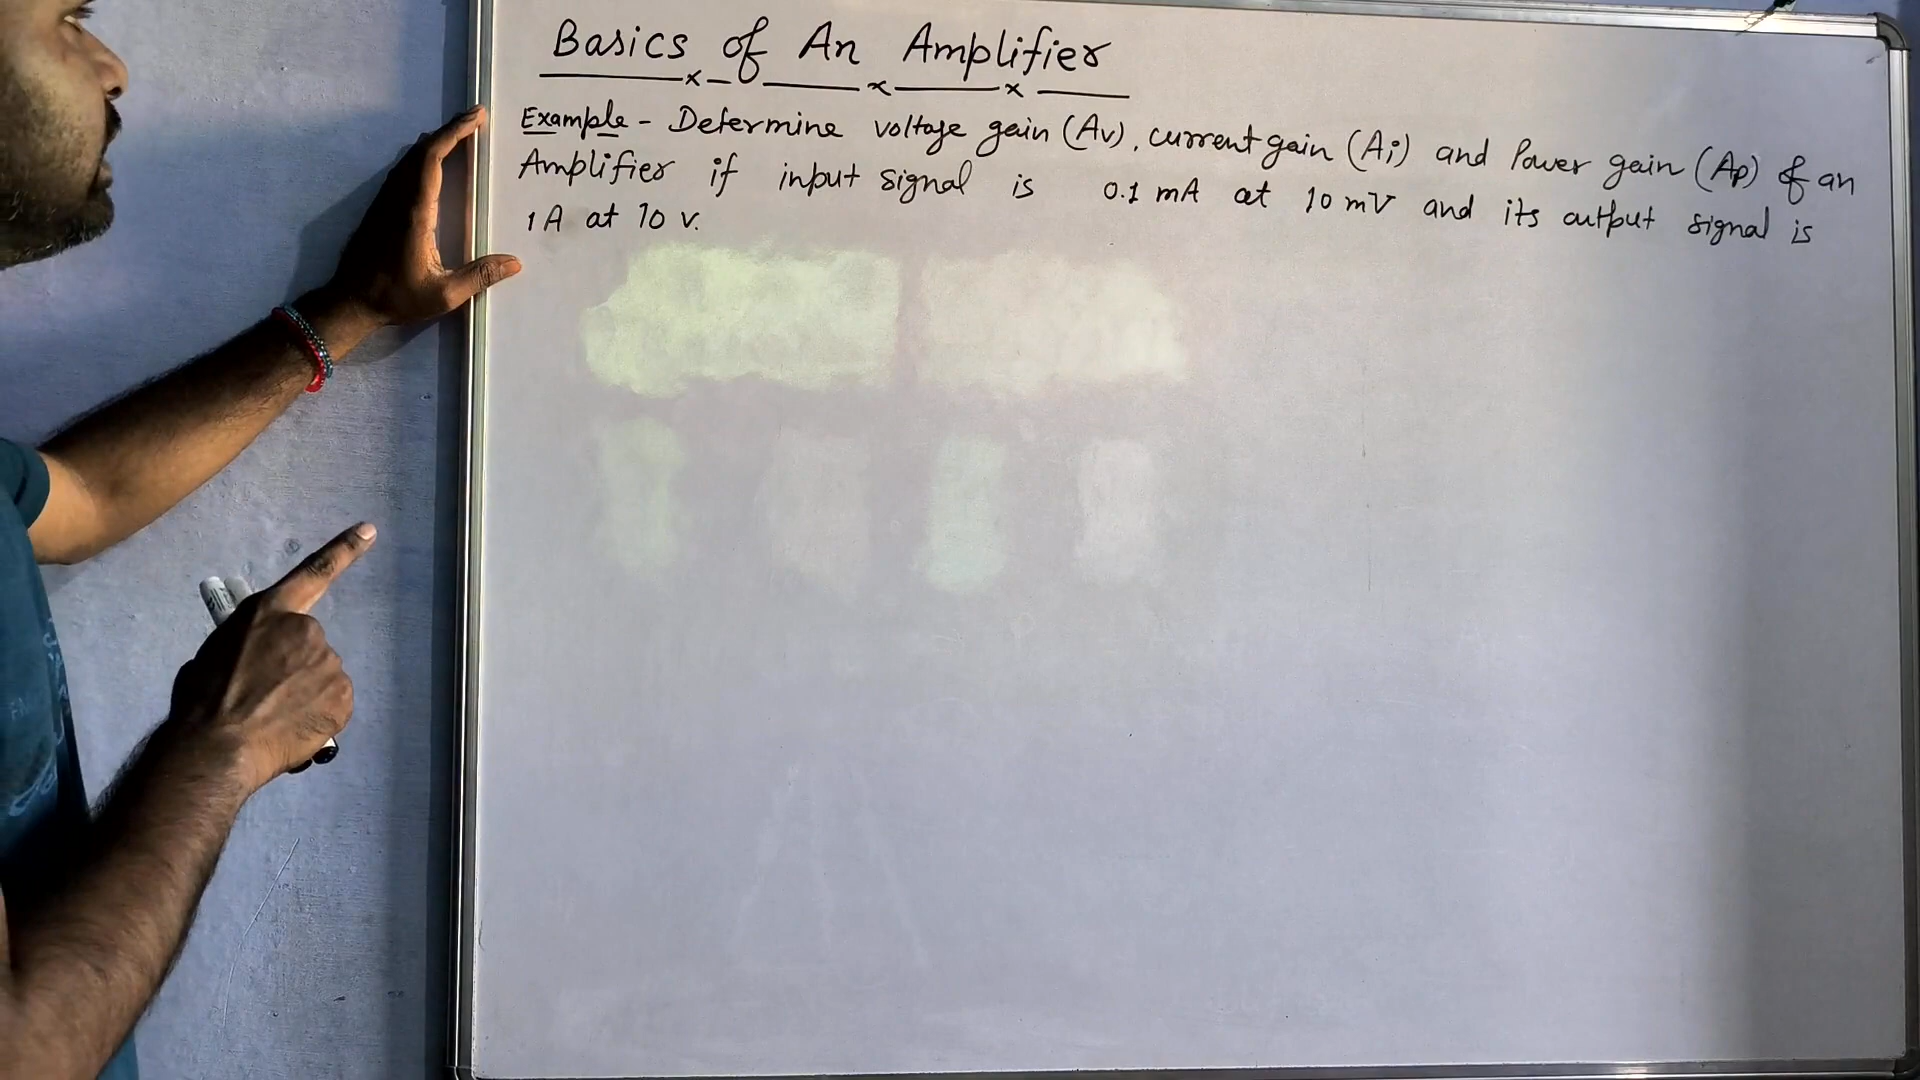 Basics of An Amplifier
Example - Determine voltage gain (Av), current gain (Ai) and Power gain (Ap) of an
Amplifier if input signal is 0.1 mA at 10 mV and its output signal is
1 A at 10 v.